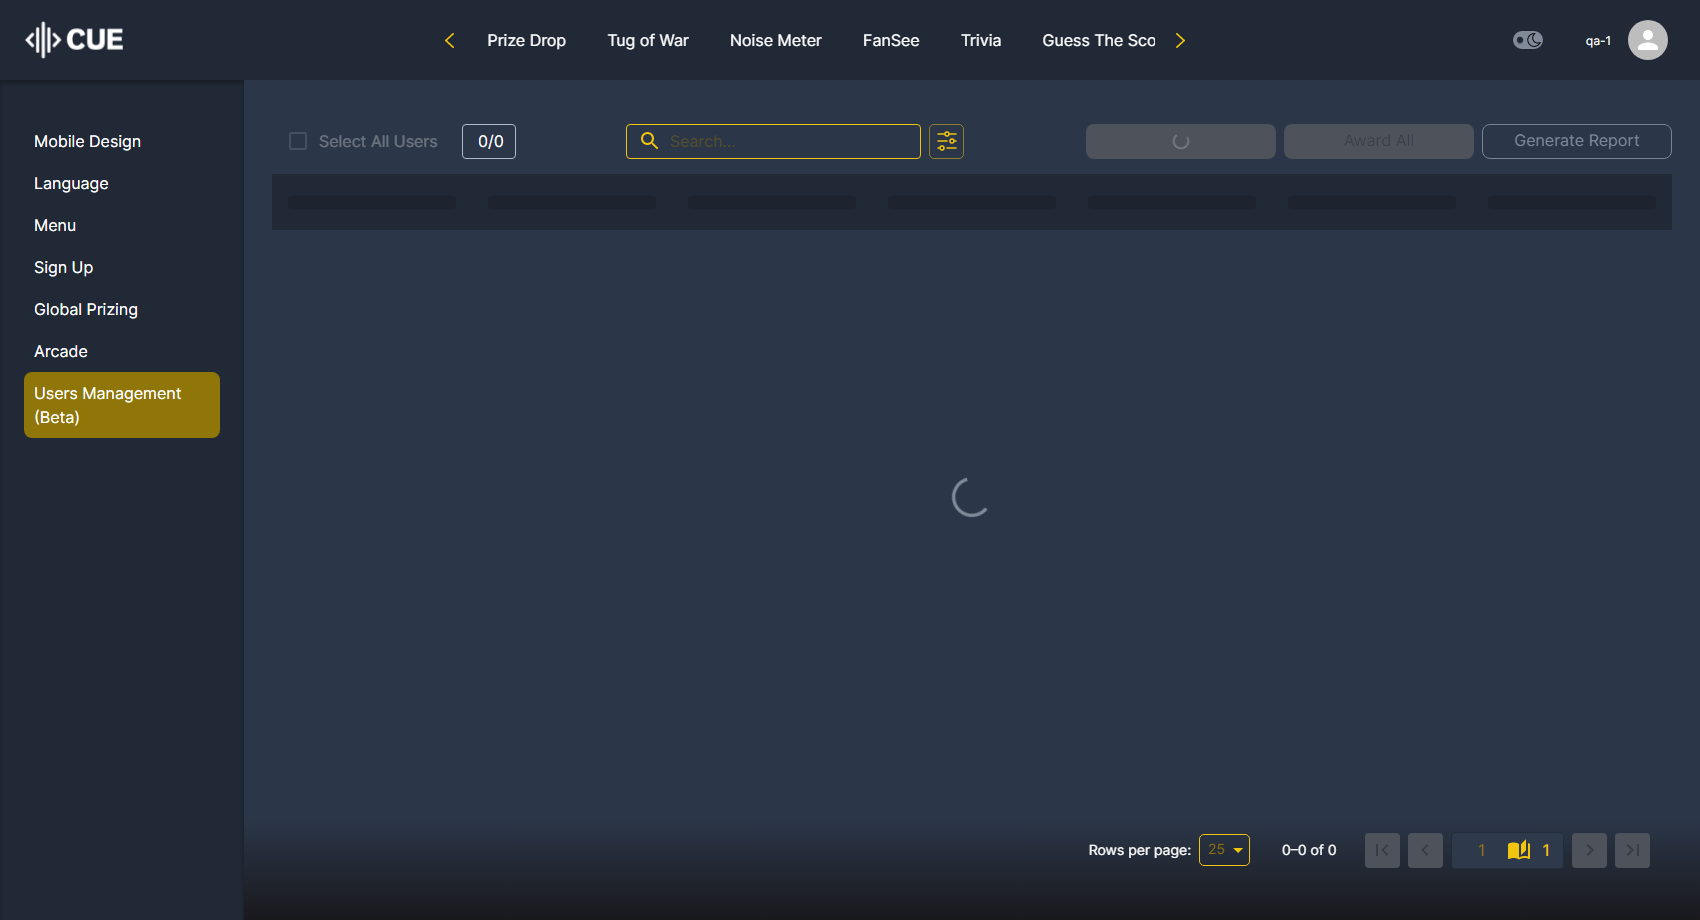 CUE
Prize Drop
Tug of War
Noise Meter
FanSee
Trivia
Guess The Sco
qa-1
Mobile Design
Language
Menu
Sign Up
Global Prizing
Arcade
Users Management
(Beta)
Select All Users
0/0
Search...
Award All
Generate Report
Rows per page:
25
0–0 of 0
1
1